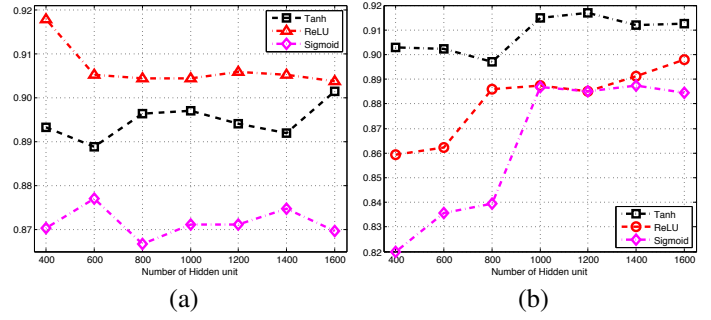 0.92
0.91
0.90
0.89
0.88
0.87
400 600 800 1000 1200 1400 1600
Number of Hidden unit
Tanh
ReLU
Sigmoid
(a)
0.92
0.91
0.90
0.89
0.88
0.87
0.86
0.85
0.84
0.83
0.82
400 600 800 1000 1200 1400 1600
Number of Hidden unit
Tanh
ReLU
Sigmoid
(b)